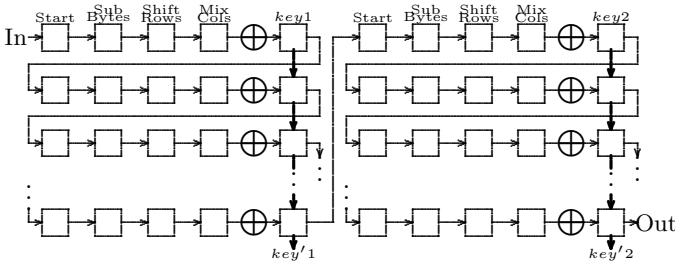 Start Sub Bytes Shift Rows Mix Cols key1 Start Sub Bytes Shift Rows Mix Cols key2
In
Out
key'1 key'2